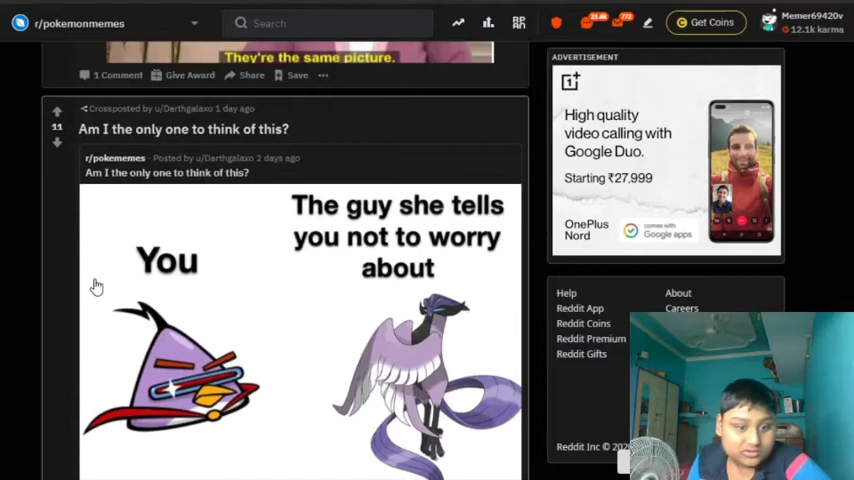 r/pokemonmemes
Search
23.4k
772
Get Coins
Memer69420v
12.1k karma
They're the same picture.
1 Comment Give Award Share Save
Crossposted by u/Darthgalaxo 1 day ago
11
Am I the only one to think of this?
r/pokememes · Posted by u/Darthgalaxo 2 days ago
Am I the only one to think of this?
You
The guy she tells
you not to worry
about
ADVERTISEMENT
1+
High quality
video calling with
Google Duo.
Starting ₹27,999
OnePlus
Nord
comes with
Google apps
Help About
Reddit App Careers
Reddit Coins
Reddit Premium
Reddit Gifts
Reddit Inc © 202